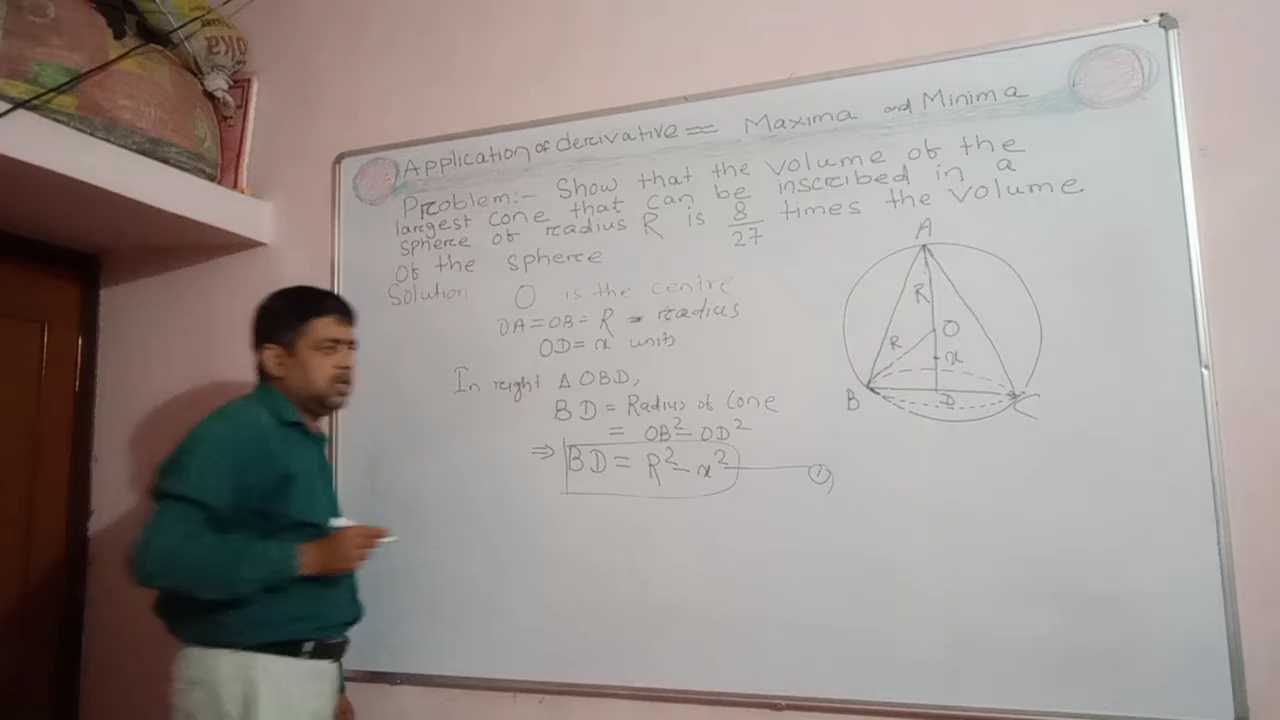 Application of derivative = Maxima and Minima
Problem:- Show that the volume of the
largest cone that can be inscribed in a
sphere of radius R is 8/27 times the volume
of the sphere
Solution O is the centre
OA = OB = R = radius
OD = x units
In right Δ OBD,
BD = Radius of cone
= OB² - OD²
⇒ BD = R² - x² 1
A
R
O
R
x
B
D
C